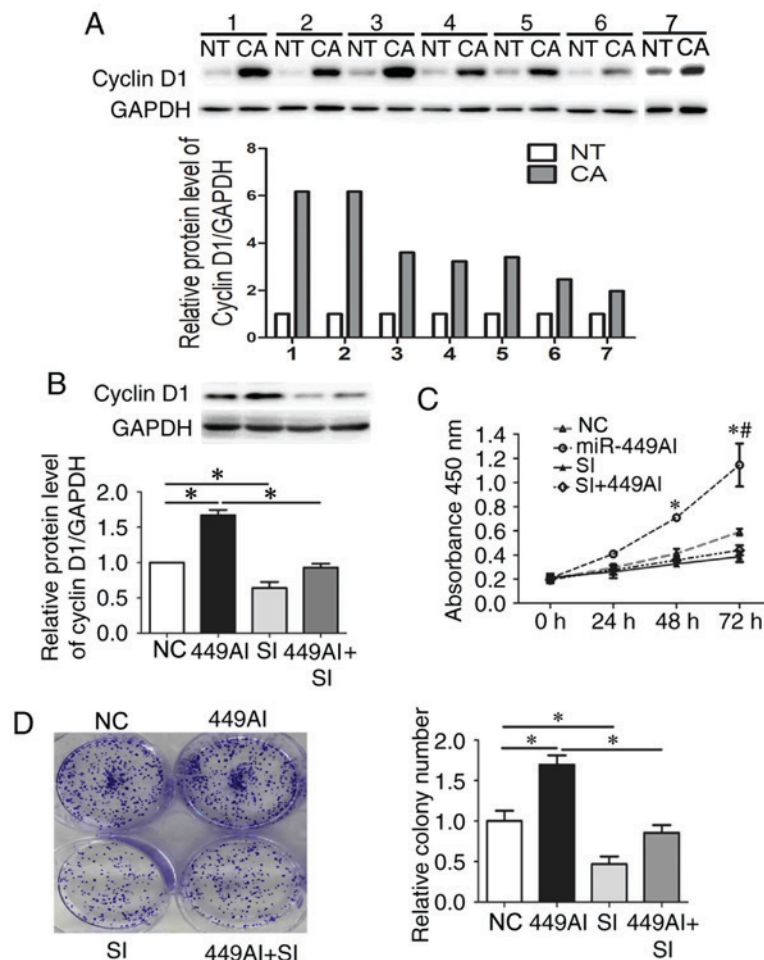 A
1 2 3 4 5 6 7
NT CA NT CA NT CA NT CA NT CA NT CA NT CA
Cyclin D1
GAPDH
Relative protein level of
Cyclin D1/GAPDH
8
6
4
2
0
NT
CA
1 2 3 4 5 6 7
B
Cyclin D1
GAPDH
Relative protein level
of cyclin D1/GAPDH
2.0
1.5
1.0
0.5
0.0
* * *
NC 449AI SI 449AI+
SI
C
Absorbance 450 nm
1.4
1.2
1.0
0.8
0.6
0.4
0.2
0.0
NC
miR-449AI
SI
SI+449AI
*
*#
0 h 24 h 48 h 72 h
D
NC 449AI
SI 449AI+SI
Relative colony number
2.0
1.5
1.0
0.5
0.0
* * *
NC 449AI SI 449AI+
SI